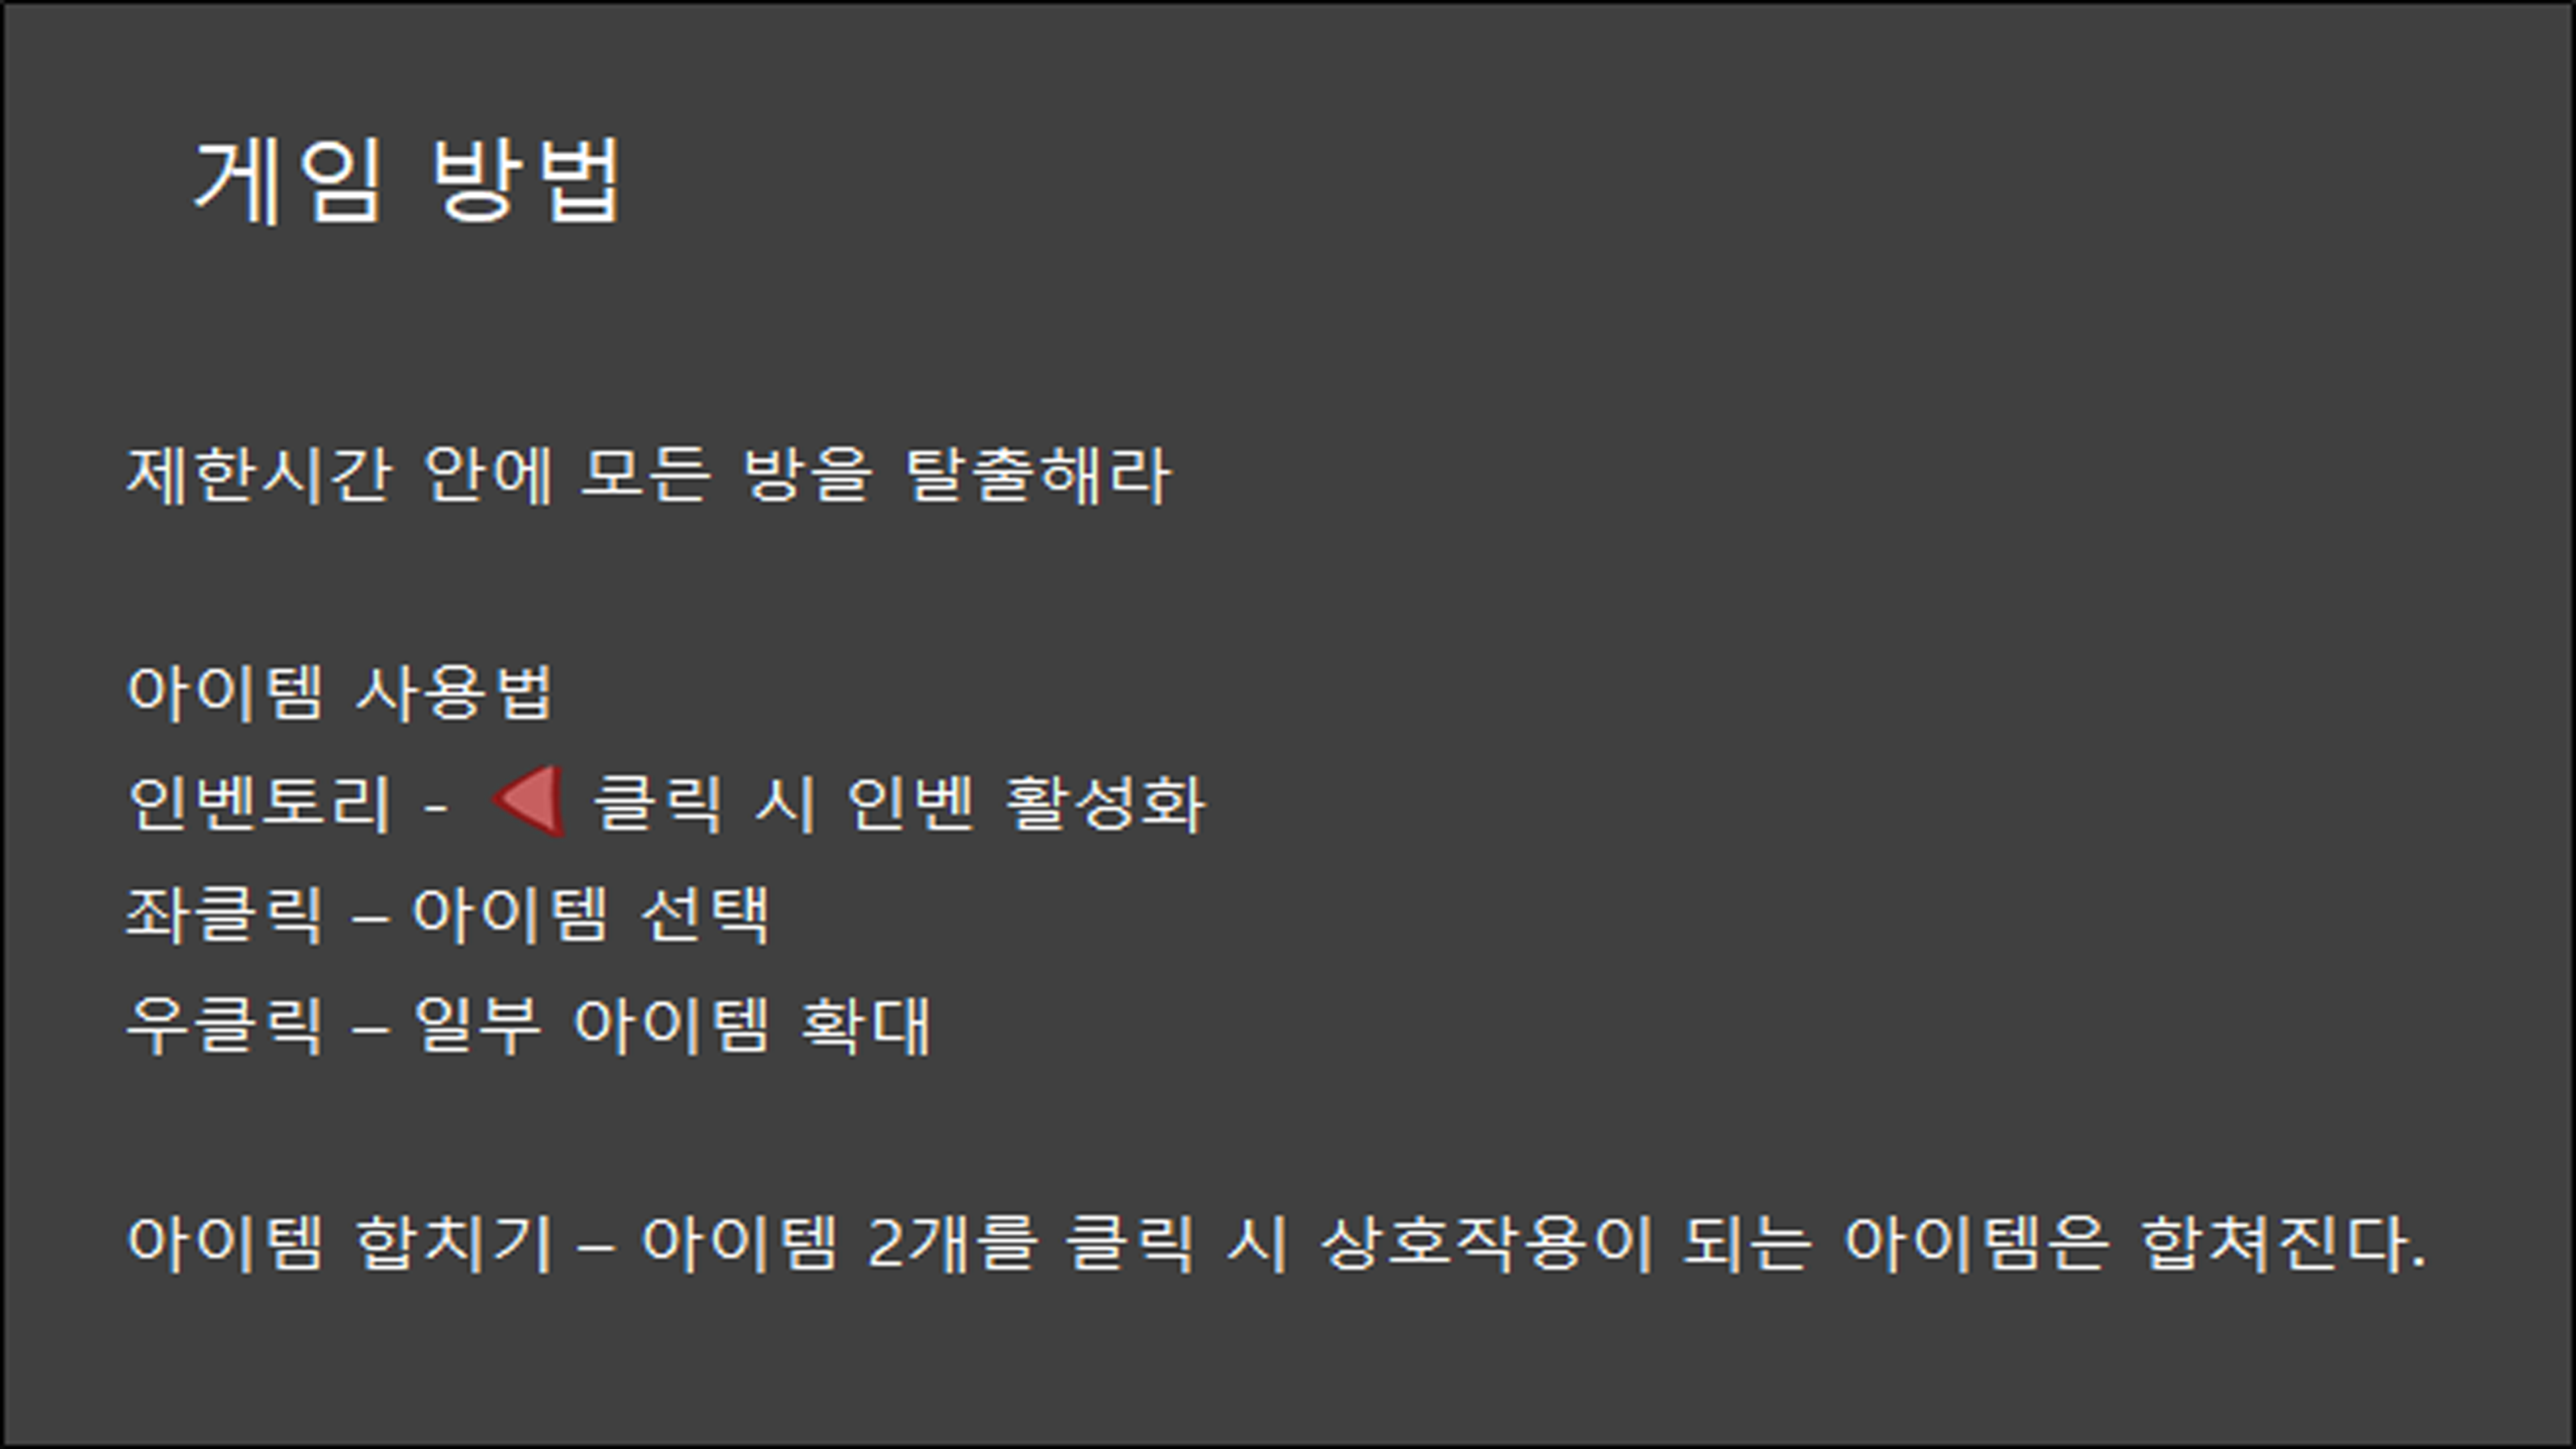 게임 방법
제한시간 안에 모든 방을 탈출해라
아이템 사용법
인벤토리 - 클릭 시 인벤 활성화
좌클릭 – 아이템 선택
우클릭 – 일부 아이템 확대
아이템 합치기 – 아이템 2개를 클릭 시 상호작용이 되는 아이템은 합쳐진다.